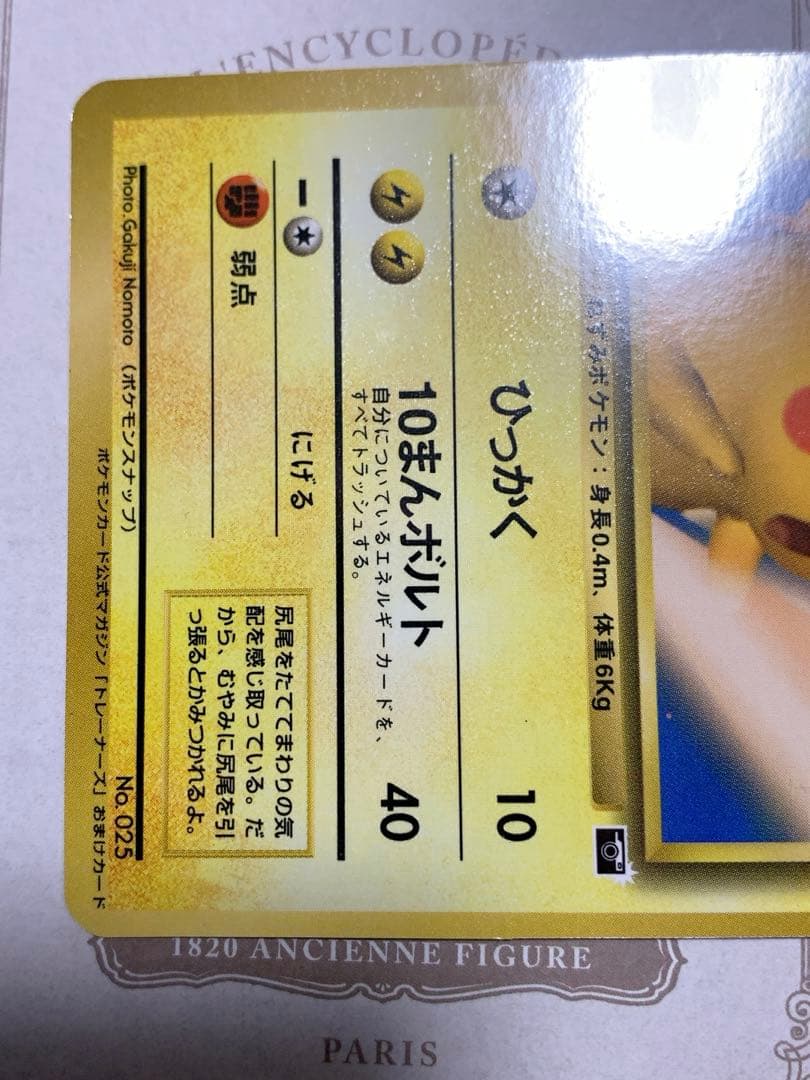 L'ENCYCLOPÉD
ねずみポケモン：身長0.4m、体重6Kg
ひっかく 10
10まんボルト 40
自分についているエネルギーカードを、
すべてトラッシュする。
にげる
弱点
尻尾をたててまわりの気
配を感じ取っている。だ
から、むやみに尻尾を引
っ張るとかみつかれるよ。
Photo.Gakuji Nomoto （ポケモンスナップ） No. 025
ポケモンカード公式マガジン「トレーナーズ」おまけカード
1820 ANCIENNE FIGURE
PARIS